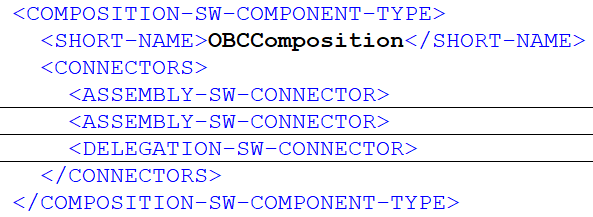 <COMPOSITION-SW-COMPONENT-TYPE>
<SHORT-NAME>OBCComposition</SHORT-NAME>
<CONNECTORS>
<ASSEMBLY-SW-CONNECTOR>
<ASSEMBLY-SW-CONNECTOR>
<DELEGATION-SW-CONNECTOR>
</CONNECTORS>
</COMPOSITION-SW-COMPONENT-TYPE>